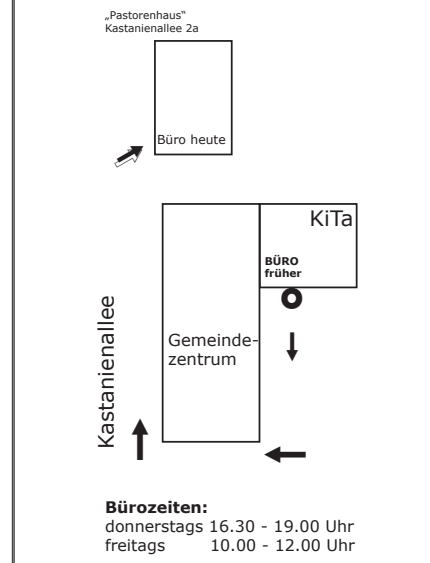 „Pastorenhaus“
Kastanienallee 2a
Büro heute
KiTa
BÜRO
früher
Gemeinde-
zentrum
Kastanienallee
Bürozeiten:
donnerstags 16.30 - 19.00 Uhr
freitags 10.00 - 12.00 Uhr